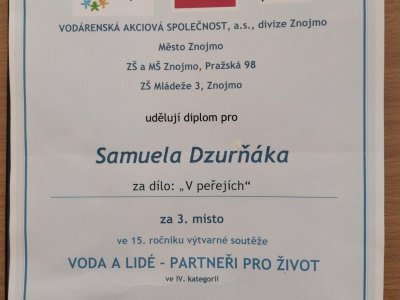 VODÁRENSKÁ AKCIOVÁ SPOLEČNOST, a.s., divize Znojmo
Město Znojmo
ZŠ a MŠ Znojmo, Pražská 98
ZŠ Mládeže 3, Znojmo
udělují diplom pro
Samuela Dzurňáka
za dílo: „V peřejích“
za 3. místo
ve 15. ročníku výtvarné soutěže
VODA A LIDÉ - PARTNEŘI PRO ŽIVOT
ve IV. kategorii